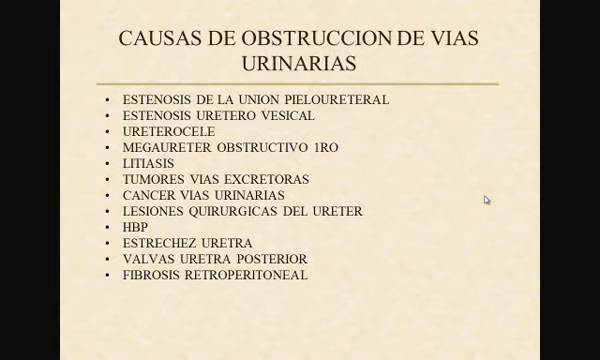 CAUSAS DE OBSTRUCCION DE VIAS
URINARIAS
• ESTENOSIS DE LA UNION PIELOURETERAL
• ESTENOSIS URETERO VESICAL
• URETEROCELE
• MEGAURETER OBSTRUCTIVO 1RO
• LITIASIS
• TUMORES VIAS EXCRETORAS
• CANCER VIAS URINARIAS
• LESIONES QUIRURGICAS DEL URETER
• HBP
• ESTRECHEZ URETRA
• VALVAS URETRA POSTERIOR
• FIBROSIS RETROPERITONEAL